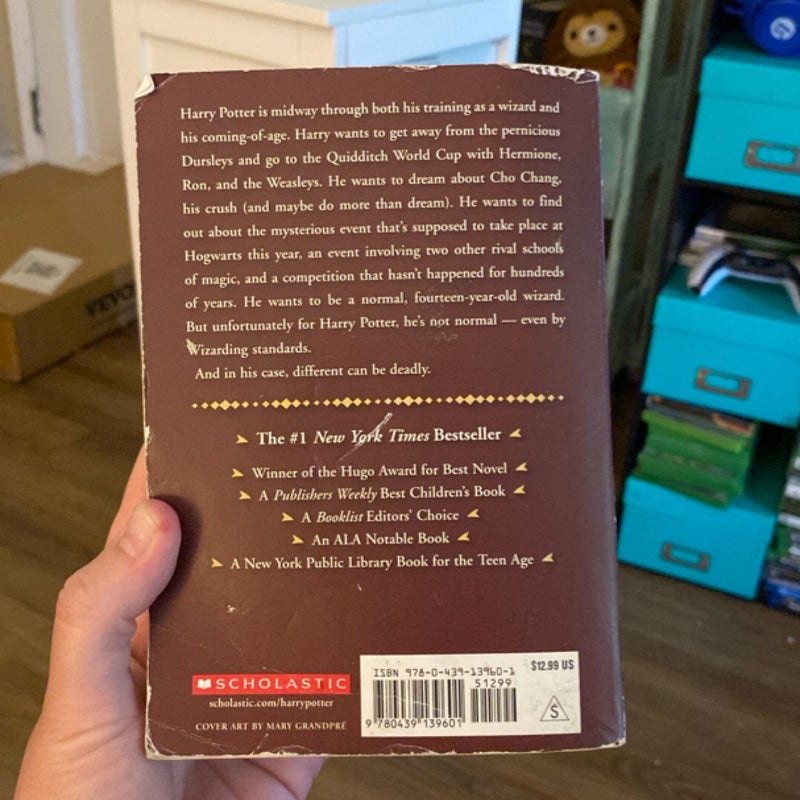 Harry Potter is midway through both his training as a wizard and
his coming-of-age. Harry wants to get away from the pernicious
Dursleys and go to the Quidditch World Cup with Hermione,
Ron, and the Weasleys. He wants to dream about Cho Chang,
his crush (and maybe do more than dream). He wants to find
out about the mysterious event that's supposed to take place at
Hogwarts this year, an event involving two other rival schools
of magic, and a competition that hasn't happened for hundreds
of years. He wants to be a normal, fourteen-year-old wizard.
But unfortunately for Harry Potter, he's not normal — even by
Wizarding standards.
And in his case, different can be deadly.
The #1 New York Times Bestseller
Winner of the Hugo Award for Best Novel
A Publishers Weekly Best Children's Book
A Booklist Editors' Choice
An ALA Notable Book
A New York Public Library Book for the Teen Age
SCHOLASTIC
scholastic.com/harrypotter
COVER ART BY MARY GRANDPRÉ
ISBN 978-0-439-13960-1
51299
9 780439 139601
$12.99 US
S